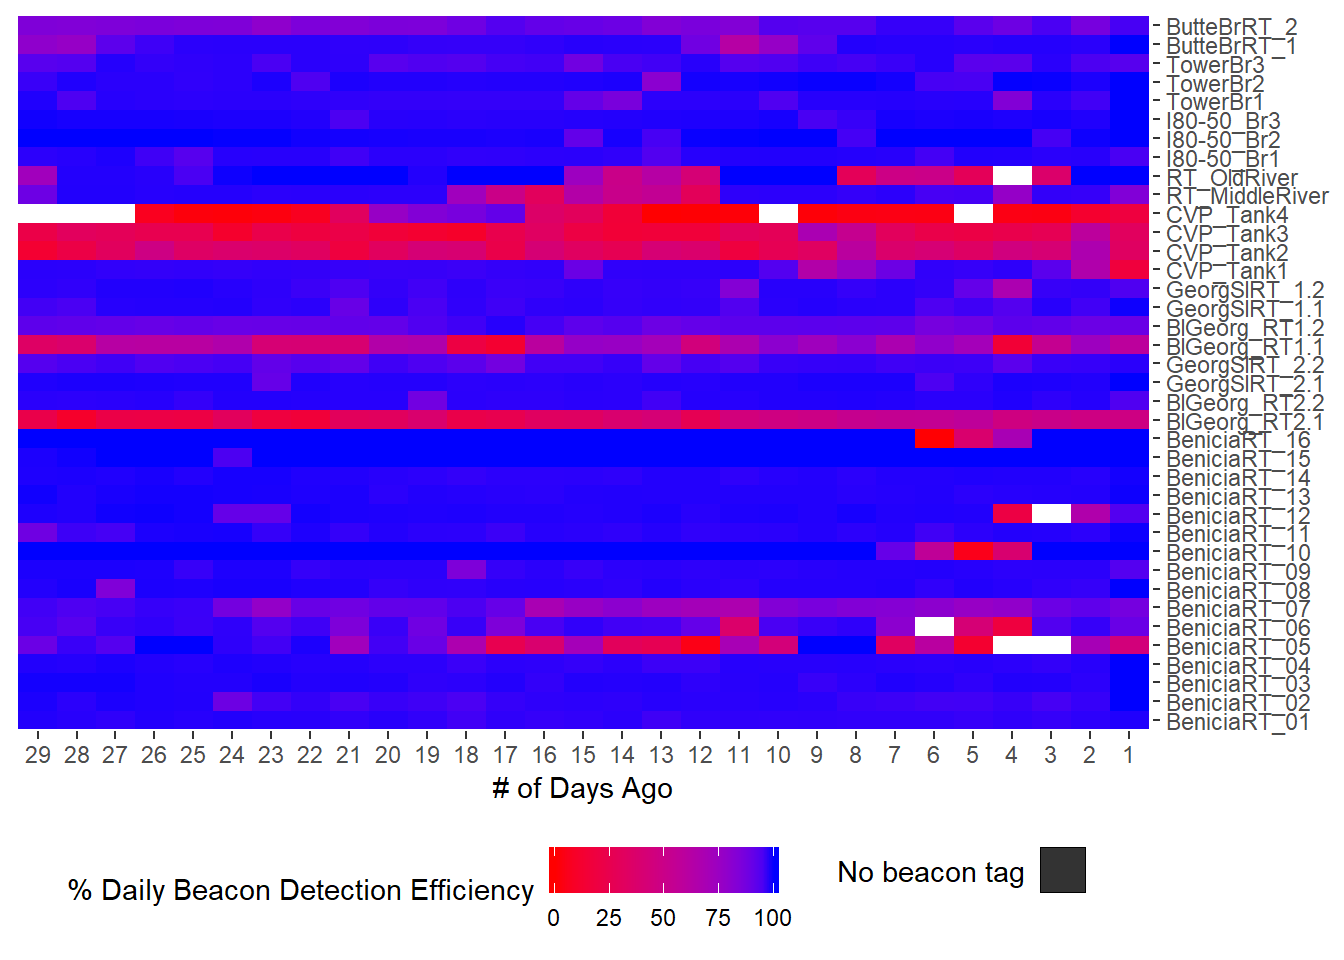 ButteBrRT_2
ButteBrRT_1
TowerBr3
TowerBr2
TowerBr1
I80-50_Br3
I80-50_Br2
I80-50_Br1
RT_OldRiver
RT_MiddleRiver
CVP_Tank4
CVP_Tank3
CVP_Tank2
CVP_Tank1
GeorgSlRT_1.2
GeorgSlRT_1.1
BlGeorg_RT1.2
BlGeorg_RT1.1
GeorgSlRT_2.2
GeorgSlRT_2.1
BlGeorg_RT2.2
BlGeorg_RT2.1
BeniciaRT_16
BeniciaRT_15
BeniciaRT_14
BeniciaRT_13
BeniciaRT_12
BeniciaRT_11
BeniciaRT_10
BeniciaRT_09
BeniciaRT_08
BeniciaRT_07
BeniciaRT_06
BeniciaRT_05
BeniciaRT_04
BeniciaRT_03
BeniciaRT_02
BeniciaRT_01
29 28 27 26 25 24 23 22 21 20 19 18 17 16 15 14 13 12 11 10 9 8 7 6 5 4 3 2 1
# of Days Ago
% Daily Beacon Detection Efficiency
0 25 50 75 100
No beacon tag